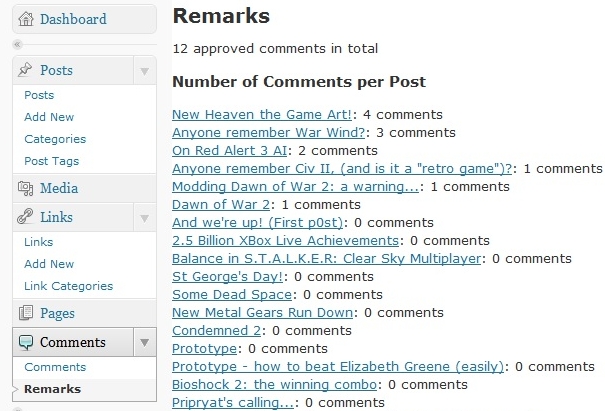 Dashboard
Posts
Posts
Add New
Categories
Post Tags
Media
Links
Links
Add New
Link Categories
Pages
Comments
Comments
Remarks
Remarks
12 approved comments in total
Number of Comments per Post
New Heaven the Game Art!: 4 comments
Anyone remember War Wind?: 3 comments
On Red Alert 3 AI: 2 comments
Anyone remember Civ II, (and is it a "retro game")?: 1 comments
Modding Dawn of War 2: a warning...: 1 comments
Dawn of War 2: 1 comments
And we're up! (First p0st): 0 comments
2.5 Billion XBox Live Achievements: 0 comments
Balance in S.T.A.L.K.E.R: Clear Sky Multiplayer: 0 comments
St George's Day!: 0 comments
Some Dead Space: 0 comments
New Metal Gears Run Down: 0 comments
Condemned 2: 0 comments
Prototype: 0 comments
Prototype - how to beat Elizabeth Greene (easily): 0 comments
Bioshock 2: the winning combo: 0 comments
Pripryat's calling...: 0 comments